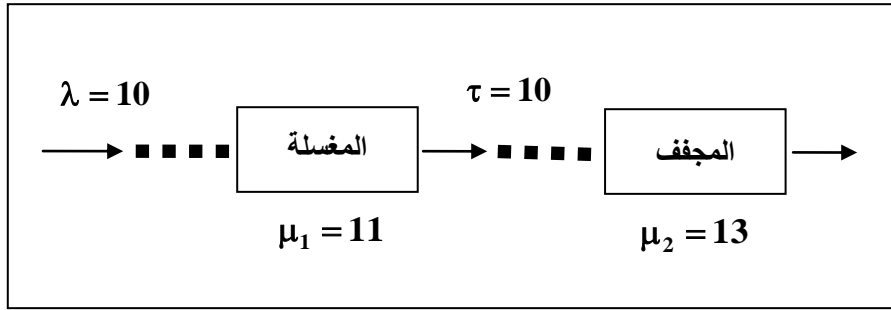 λ = 10
τ = 10
المغسلة
المجفف
μ₁ = 11
μ₂ = 13